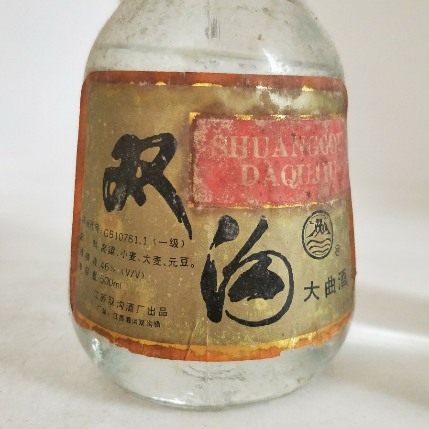 双沟
SHUANGGOU
DAQUJIU
大曲酒
GB10781.1(一级)
高粱、小麦、大麦、元豆。
46%(V/V)
500ml
江苏双沟酒厂出品